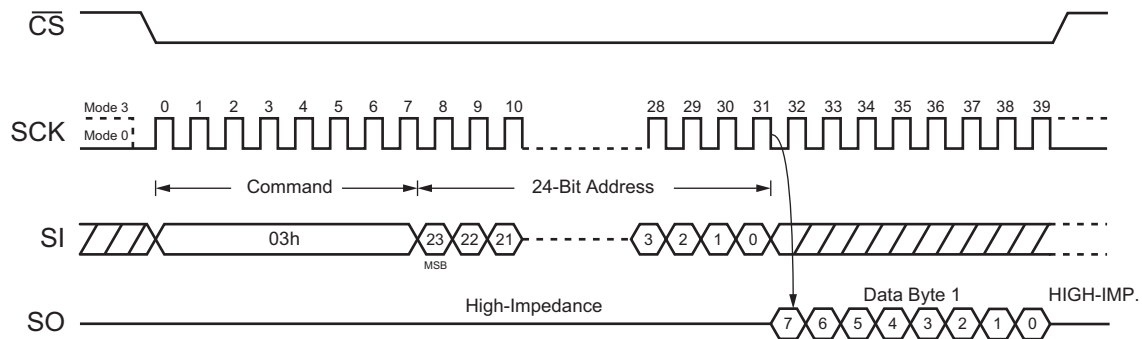 CS
Mode 3 0 1 2 3 4 5 6 7 8 9 10 28 29 30 31 32 33 34 35 36 37 38 39
SCK
Mode 0
Command 24-Bit Address
SI 03h 23 22 21 3 2 1 0
MSB
High-Impedance Data Byte 1 HIGH-IMP.
SO 7 6 5 4 3 2 1 0